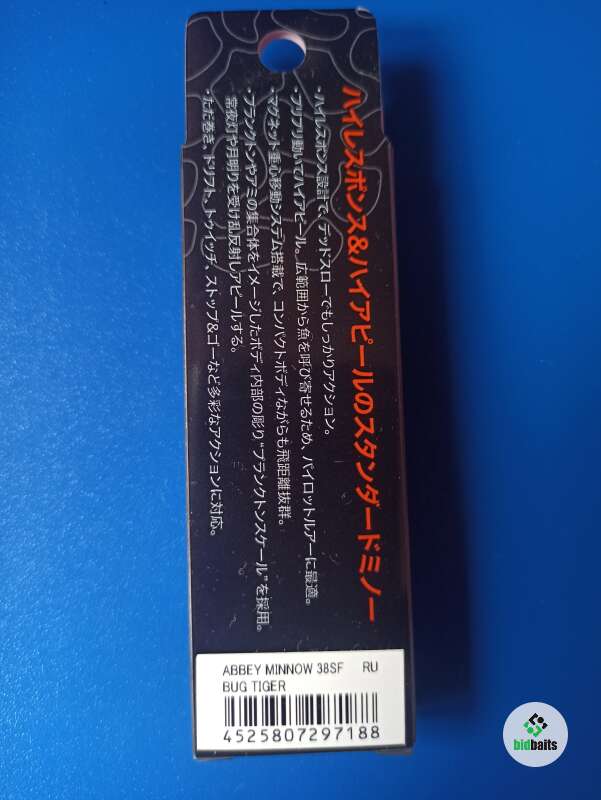 ハイレスポンス&ハイアピールのスタンダードミノー
・ハイレスポンス設計で、デッドスローでもしっかりアクション。
・プリプリ動いてハイアピール。広範囲から魚を呼び寄せるため、パイロットルアーに最適。
・マグネット重心移動システム搭載で、コンパクトボディながらも飛距離抜群。
・プランクトンやアミの集合体をイメージしたボディ内部の彫り“プランクトンスケール”を採用。
常夜灯や月明りを受け乱反射しアピールする。
・ただ巻き、ドリフト、トゥイッチ、ストップ&ゴーなど多彩なアクションに対応。
ABBEY MINNOW 38SF RU
BUG TIGER
4525807297188
bidbaits